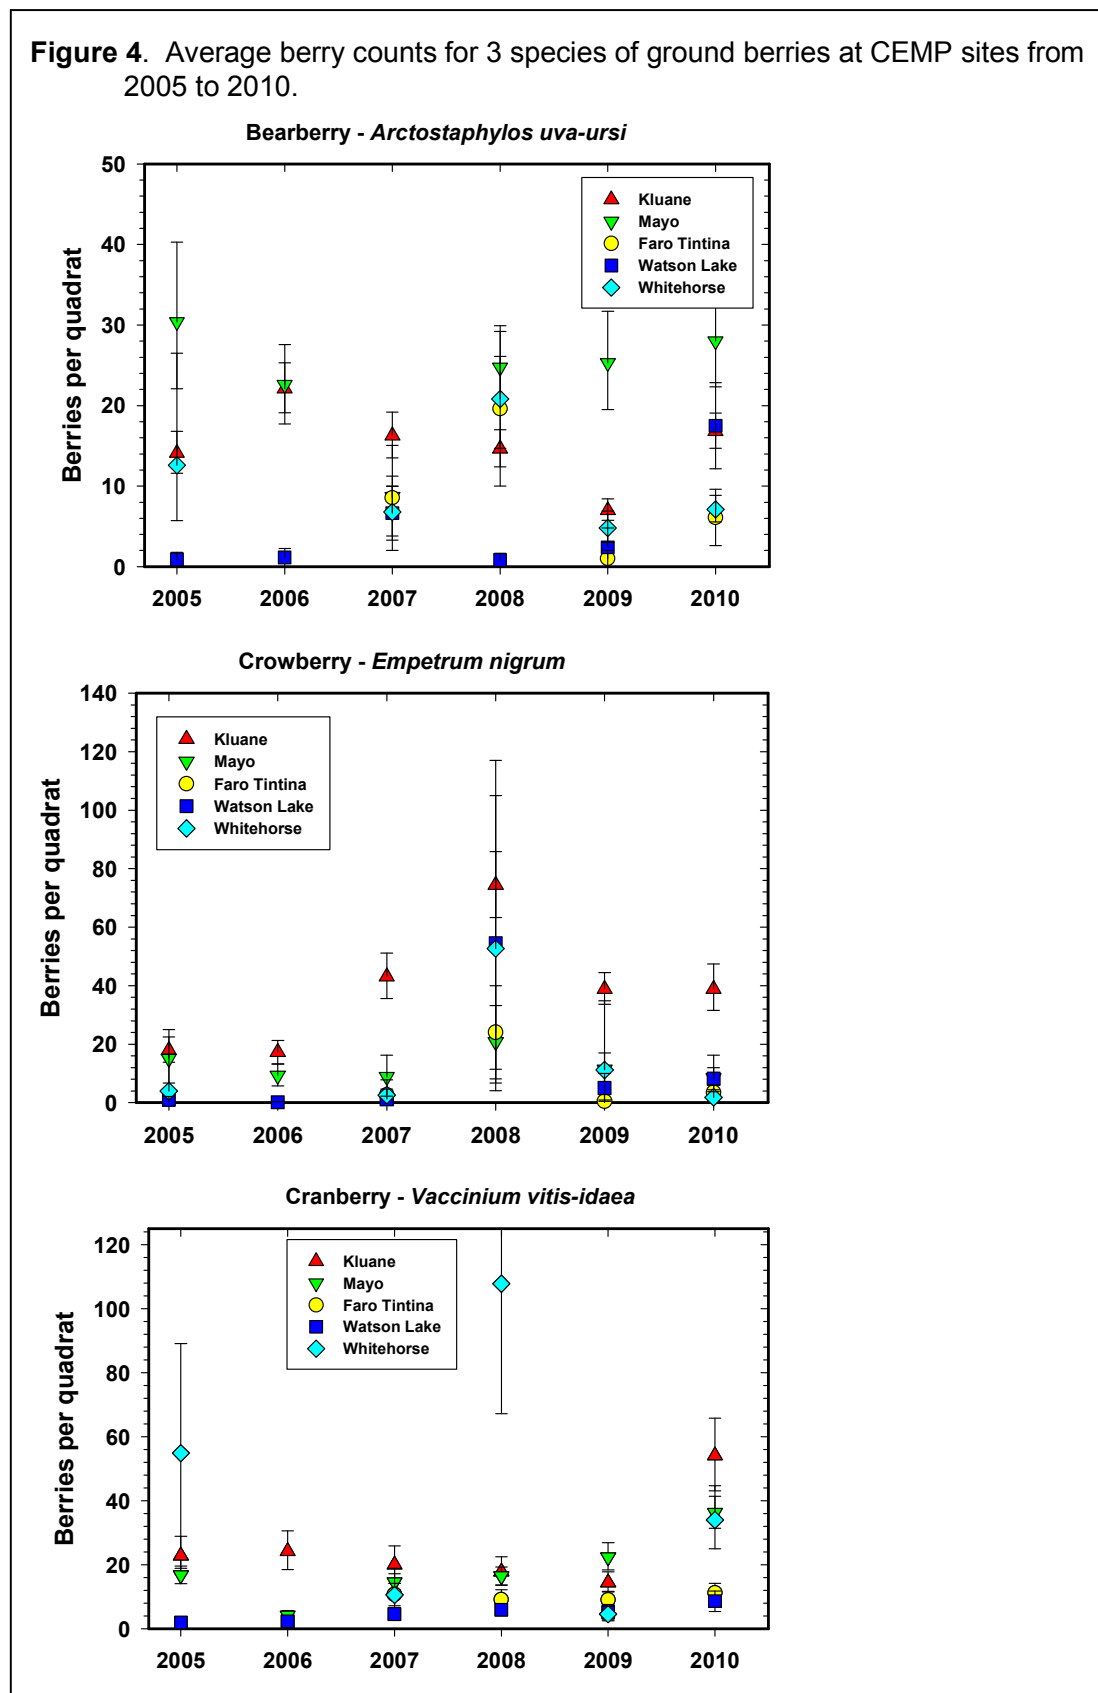 Figure 4. Average berry counts for 3 species of ground berries at CEMP sites from
2005 to 2010.
Bearberry - Arctostaphylos uva-ursi
Berries per quadrat
50
40
30
20
10
0
Kluane
Mayo
Faro Tintina
Watson Lake
Whitehorse
2005 2006 2007 2008 2009 2010
Crowberry - Empetrum nigrum
Berries per quadrat
140
120
100
80
60
40
20
0
Kluane
Mayo
Faro Tintina
Watson Lake
Whitehorse
2005 2006 2007 2008 2009 2010
Cranberry - Vaccinium vitis-idaea
Berries per quadrat
120
100
80
60
40
20
0
Kluane
Mayo
Faro Tintina
Watson Lake
Whitehorse
2005 2006 2007 2008 2009 2010